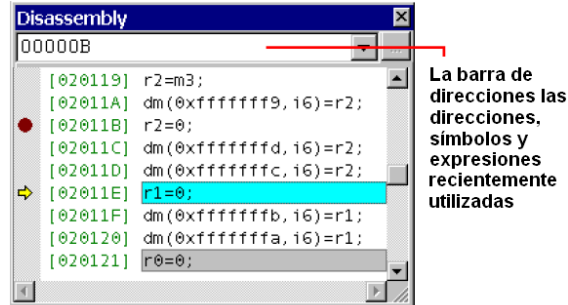 Disassembly
00000B
[020119] r2=m3;
[02011A] dm(0xfffffff9,i6)=r2;
[02011B] r2=0;
[02011C] dm(0xfffffffd,i6)=r2;
[02011D] dm(0xfffffffc,i6)=r2;
[02011E] r1=0;
[02011F] dm(0xfffffffb,i6)=r1;
[020120] dm(0xfffffffa,i6)=r1;
[020121] r0=0;
La barra de
direcciones las
direcciones,
símbolos y
expresiones
recientemente
utilizadas